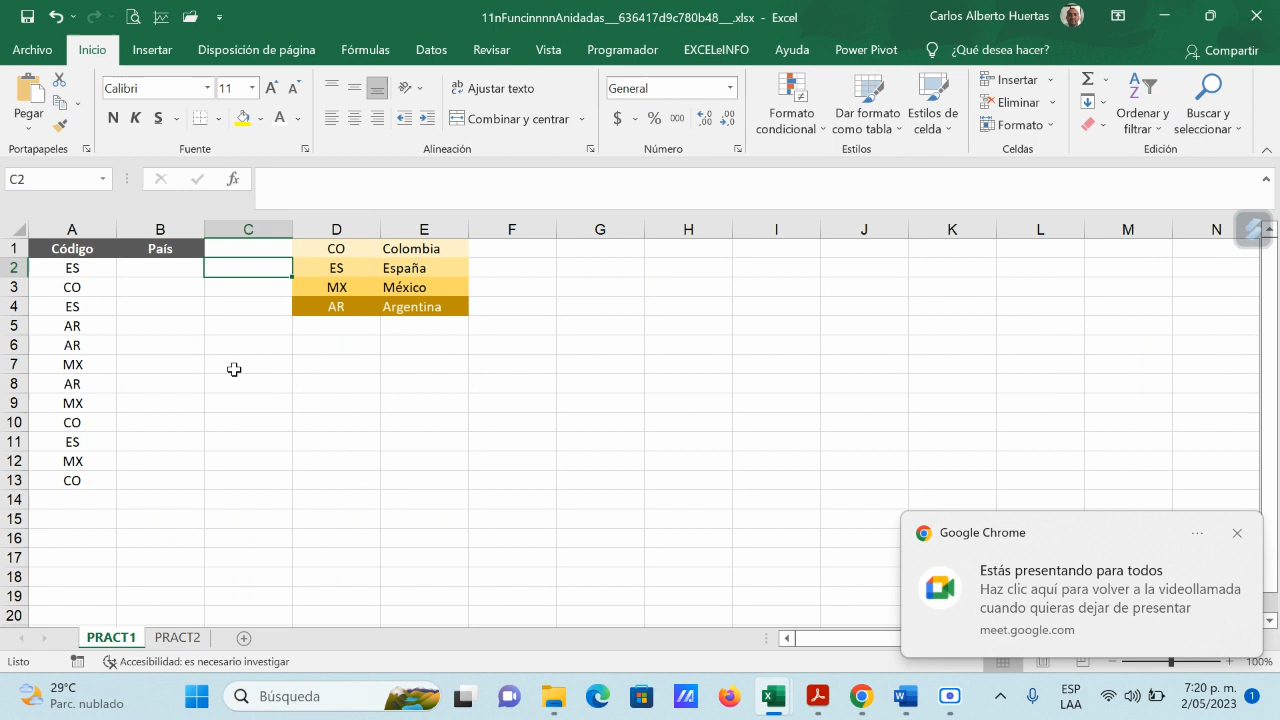 11nFuncinnnnAnidadas__636417d9c780b48__.xlsx - Excel
Carlos Alberto Huertas
Archivo Inicio Insertar Disposición de página Fórmulas Datos Revisar Vista Programador EXCELeINFO Ayuda Power Pivot ¿Qué desea hacer? Compartir
Pegar
Portapapeles
Calibri 11
N K S A
Fuente
ab Ajustar texto
Combinar y centrar
Alineación
General
$ % 000
Número
Formato condicional
Dar formato como tabla
Estilos de celda
Estilos
Insertar
Eliminar
Formato
Celdas
Ordenar y filtrar
Buscar y seleccionar
Edición
C2 fx
A B C D E F G H I J K L M N
1 Código País CO Colombia
2 ES ES España
3 CO MX México
4 ES AR Argentina
5 AR
6 AR
7 MX
8 AR
9 MX
10 CO
11 ES
12 MX
13 CO
14
15
16
17
18
19
20
Google Chrome
Estás presentando para todos
Haz clic aquí para volver a la videollamada
cuando quieras dejar de presentar
meet.google.com
PRACT1 PRACT2
Listo Accesibilidad: es necesario investigar 100%
29°C
Parc. nublado
Búsqueda
ESP
LAA
7:20 p. m.
2/05/2023
1